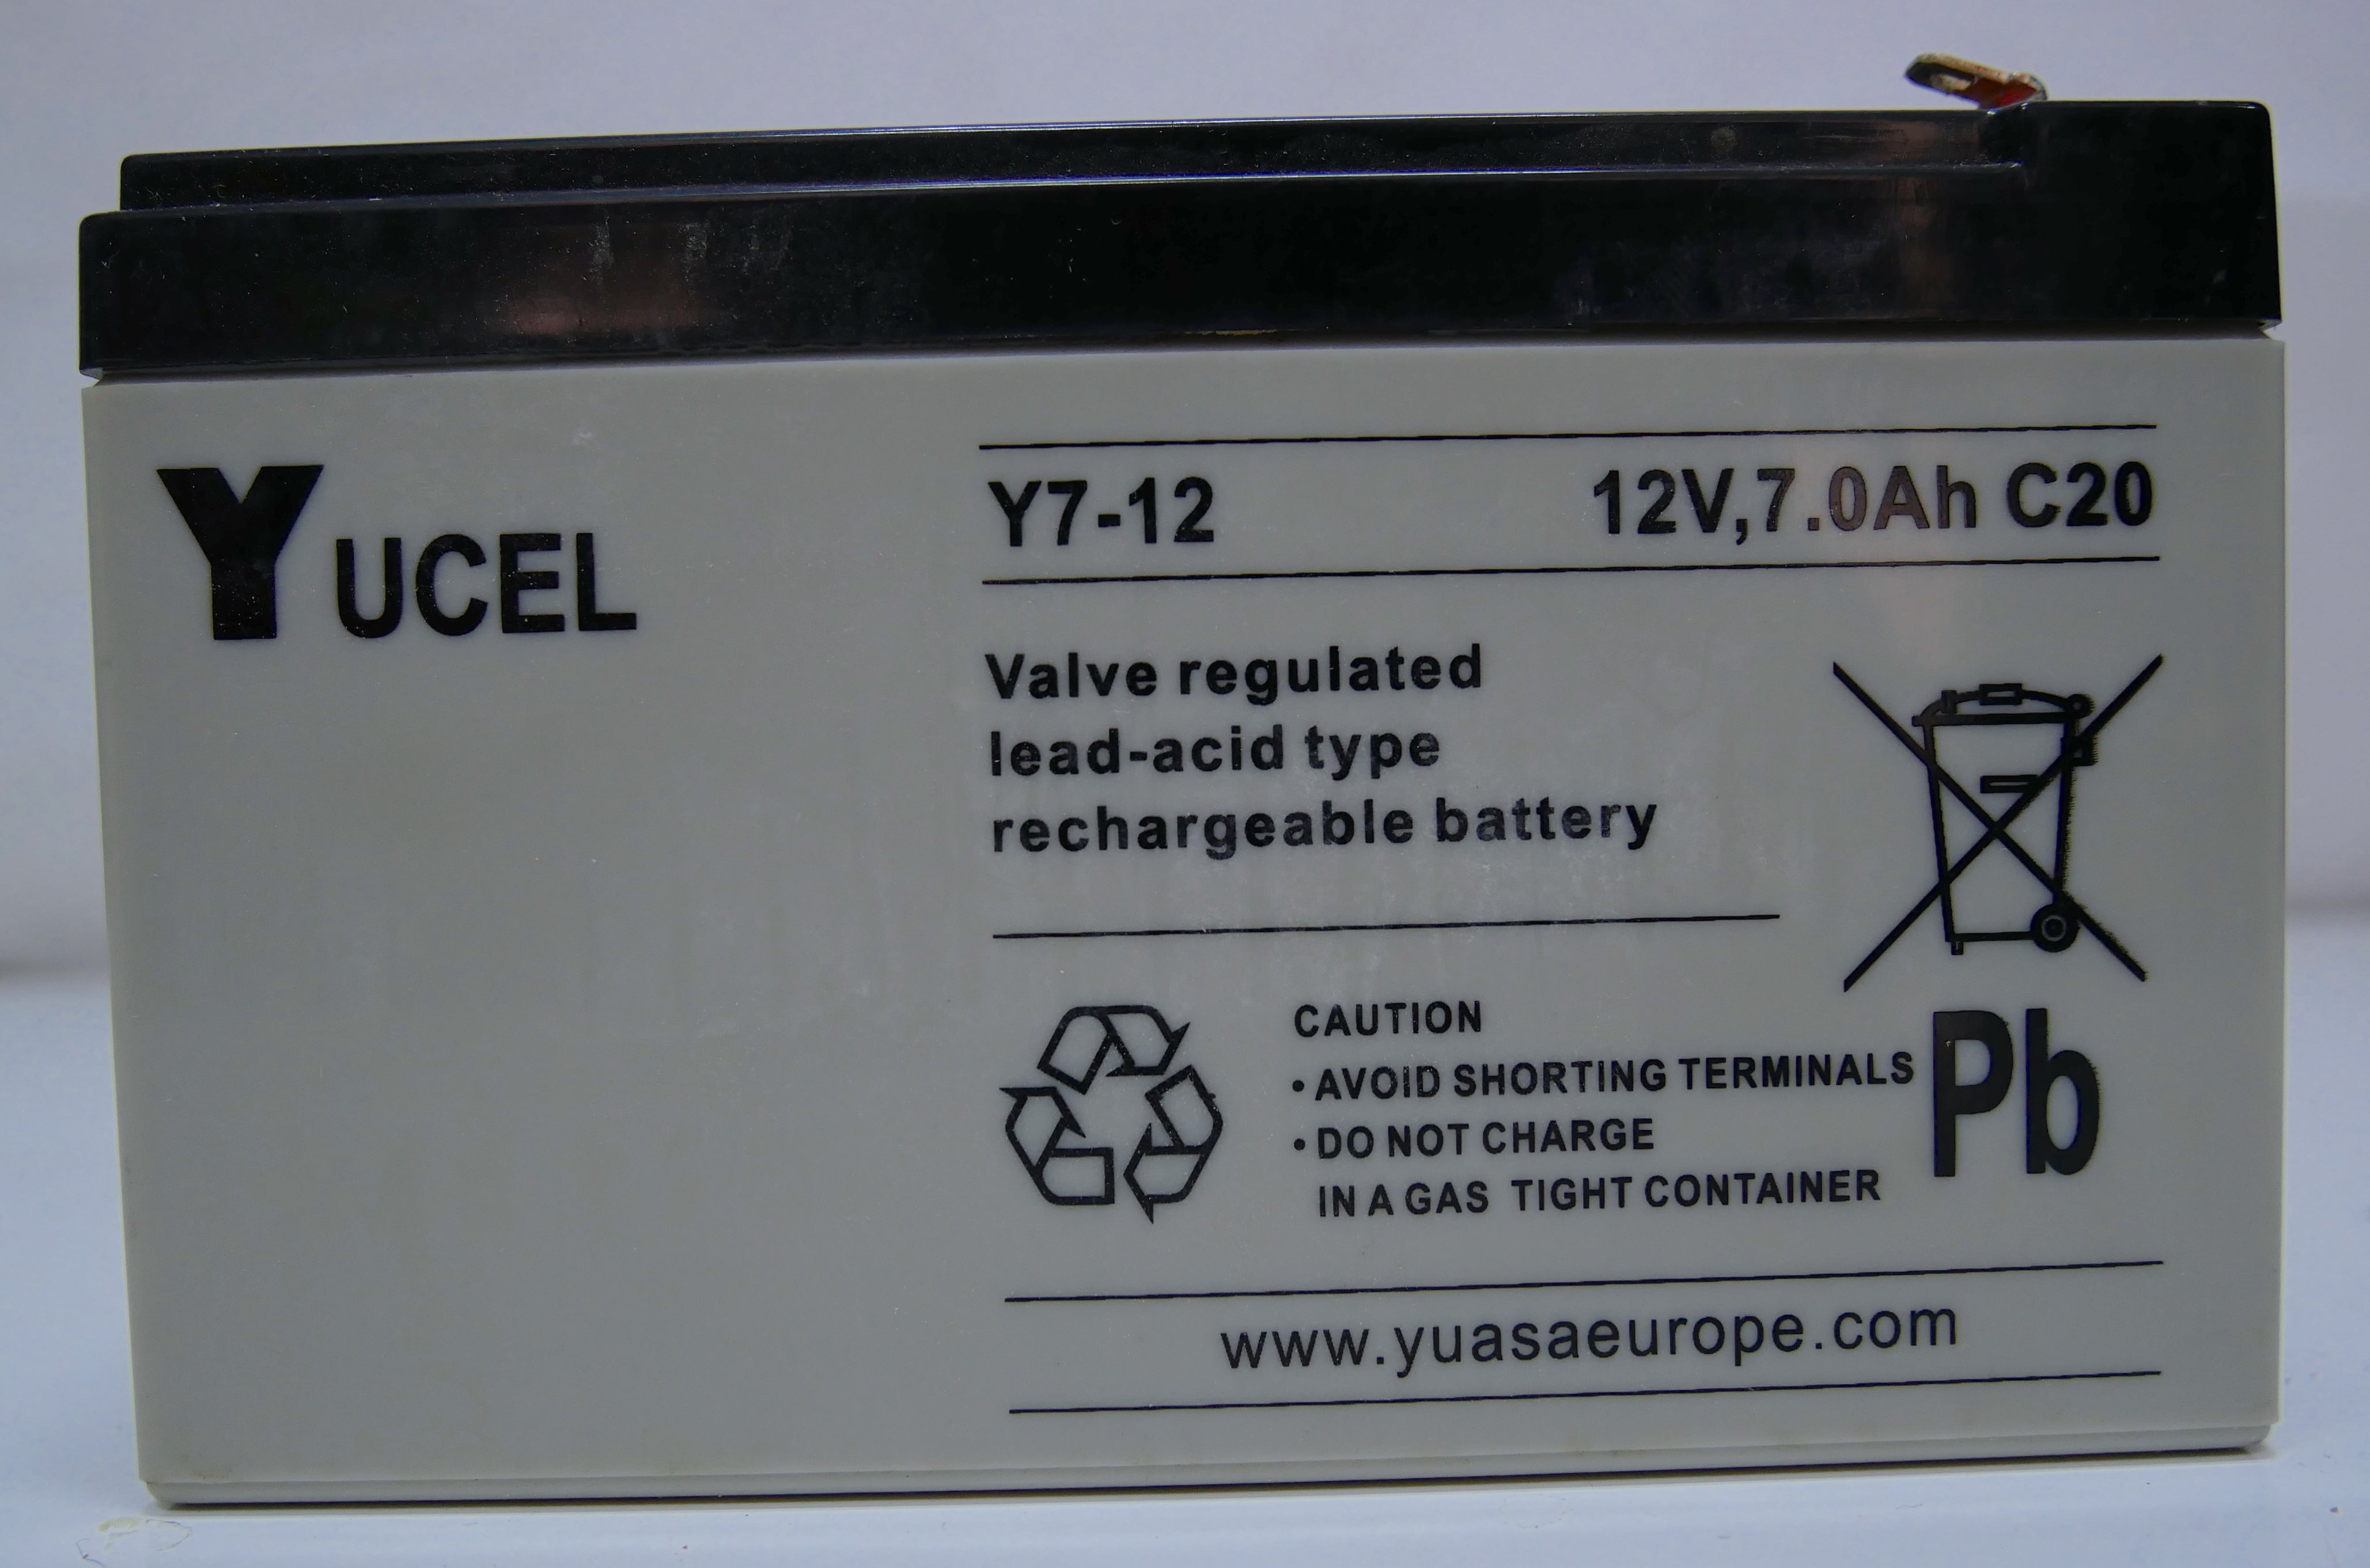 YUCEL
Y7-12 12V,7.0Ah C20
Valve regulated
lead-acid type
rechargeable battery
CAUTION
•AVOID SHORTING TERMINALS
•DO NOT CHARGE
IN A GAS TIGHT CONTAINER
Pb
www.yuasaeurope.com